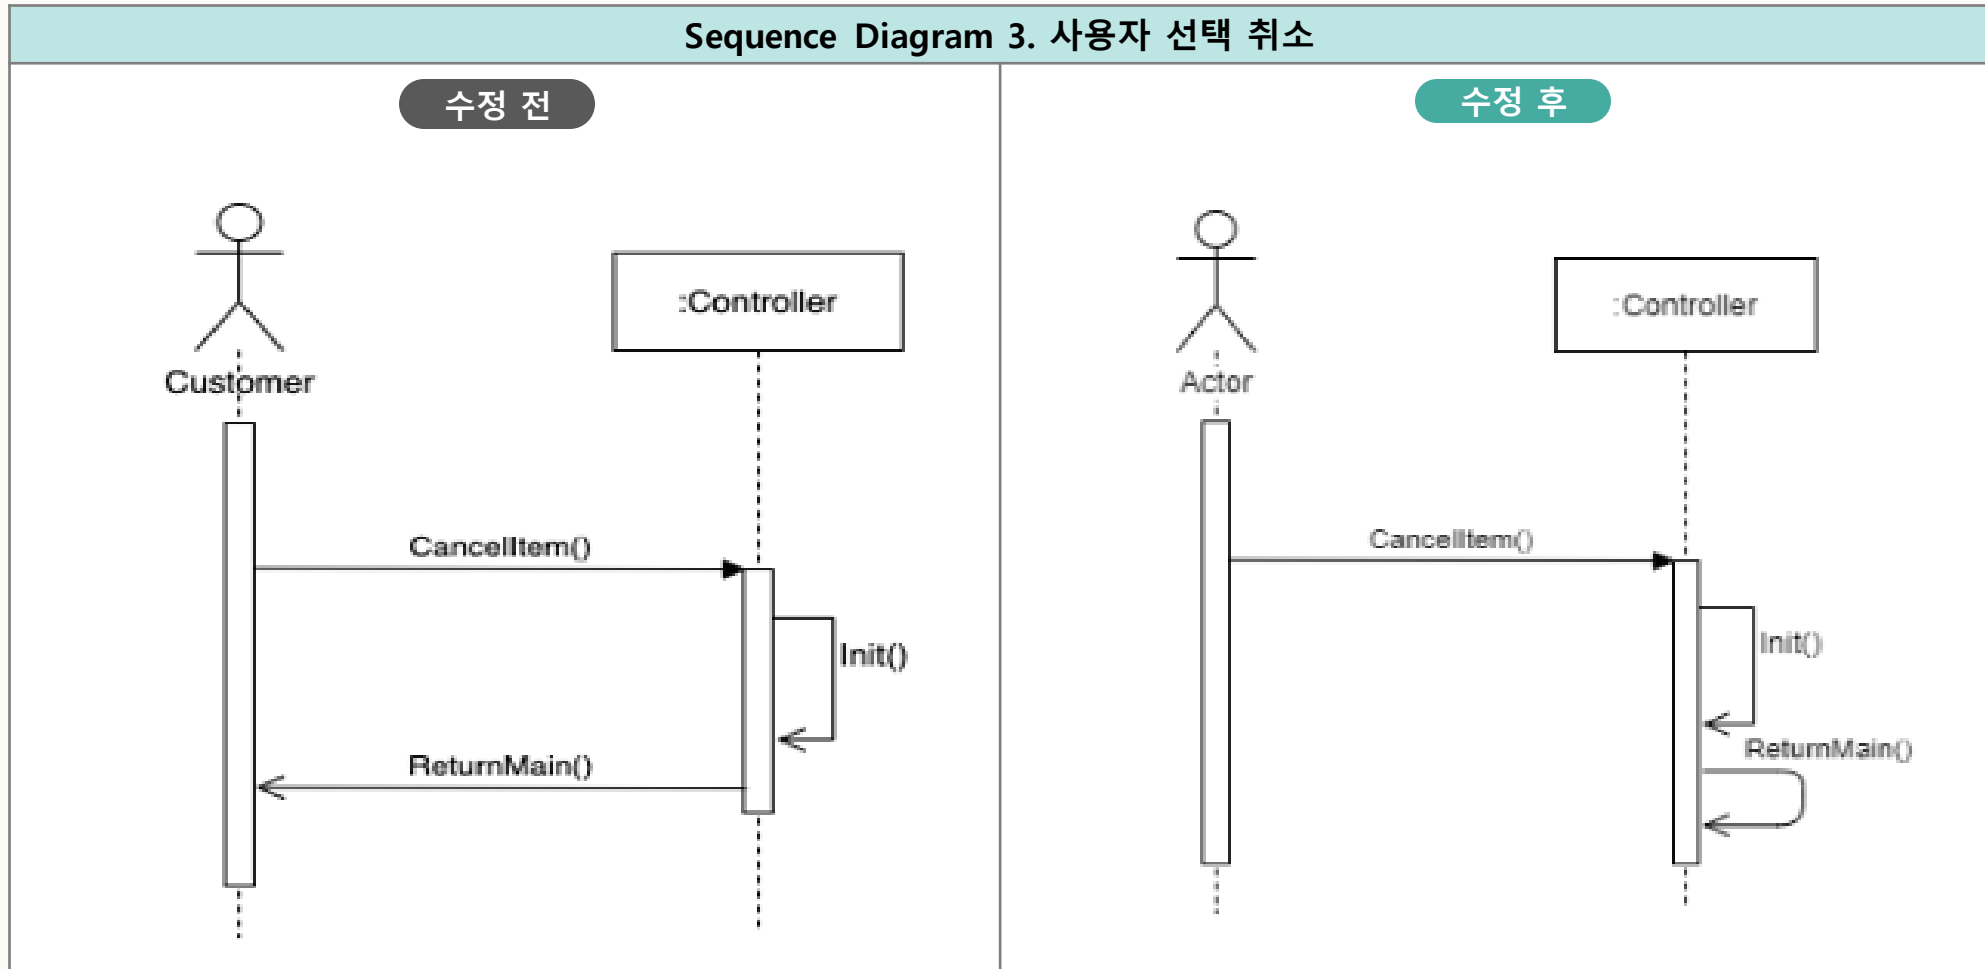 Sequence Diagram 3. 사용자 선택 취소
수정 전
:Controller
Customer
CancelItem()
Init()
ReturnMain()
수정 후
:Controller
Actor
CancelItem()
Init()
ReturnMain()